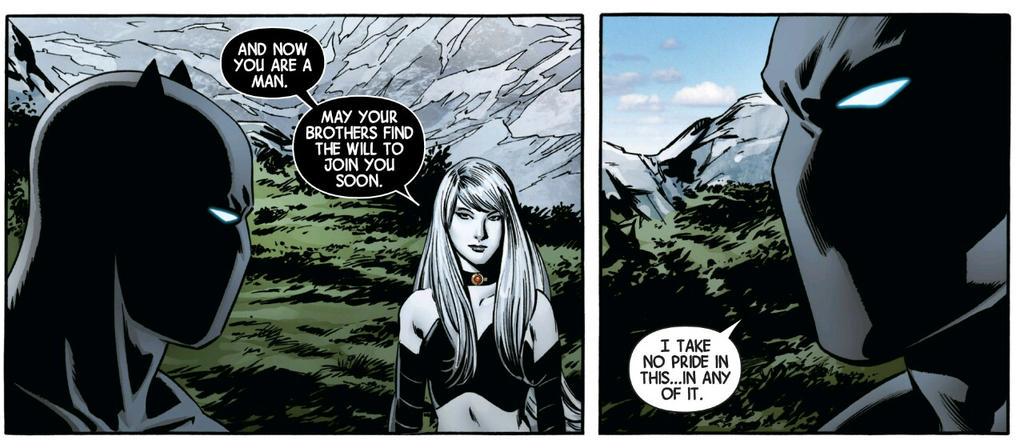 AND NOW
YOU ARE A
MAN.
MAY YOUR
BROTHERS FIND
THE WILL TO
JOIN YOU
SOON.
I TAKE
NO PRIDE IN
THIS...IN ANY
OF IT.